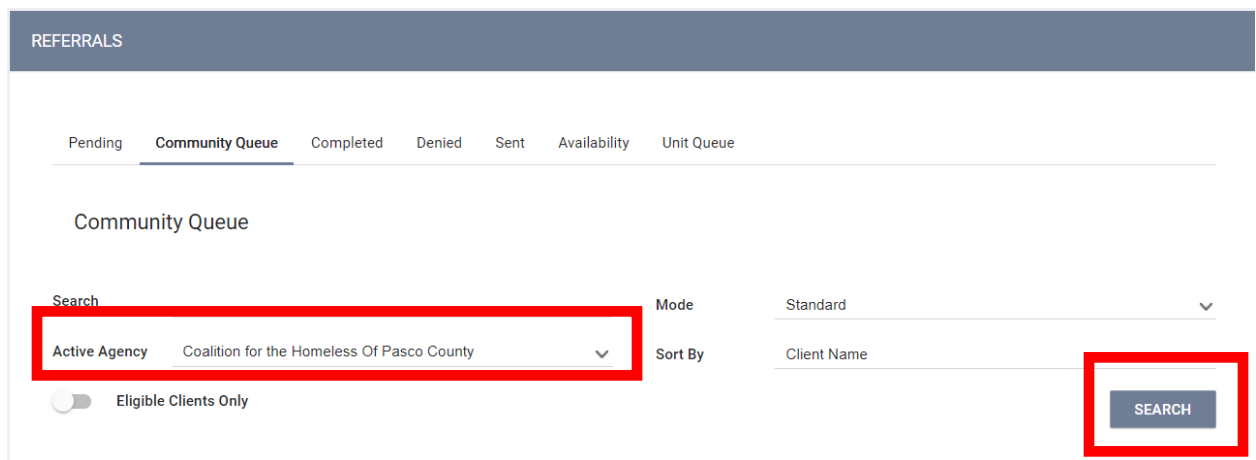 REFERRALS
Pending Community Queue Completed Denied Sent Availability Unit Queue
Community Queue
Search
Mode Standard
Active Agency Coalition for the Homeless Of Pasco County
Sort By Client Name
Eligible Clients Only
SEARCH